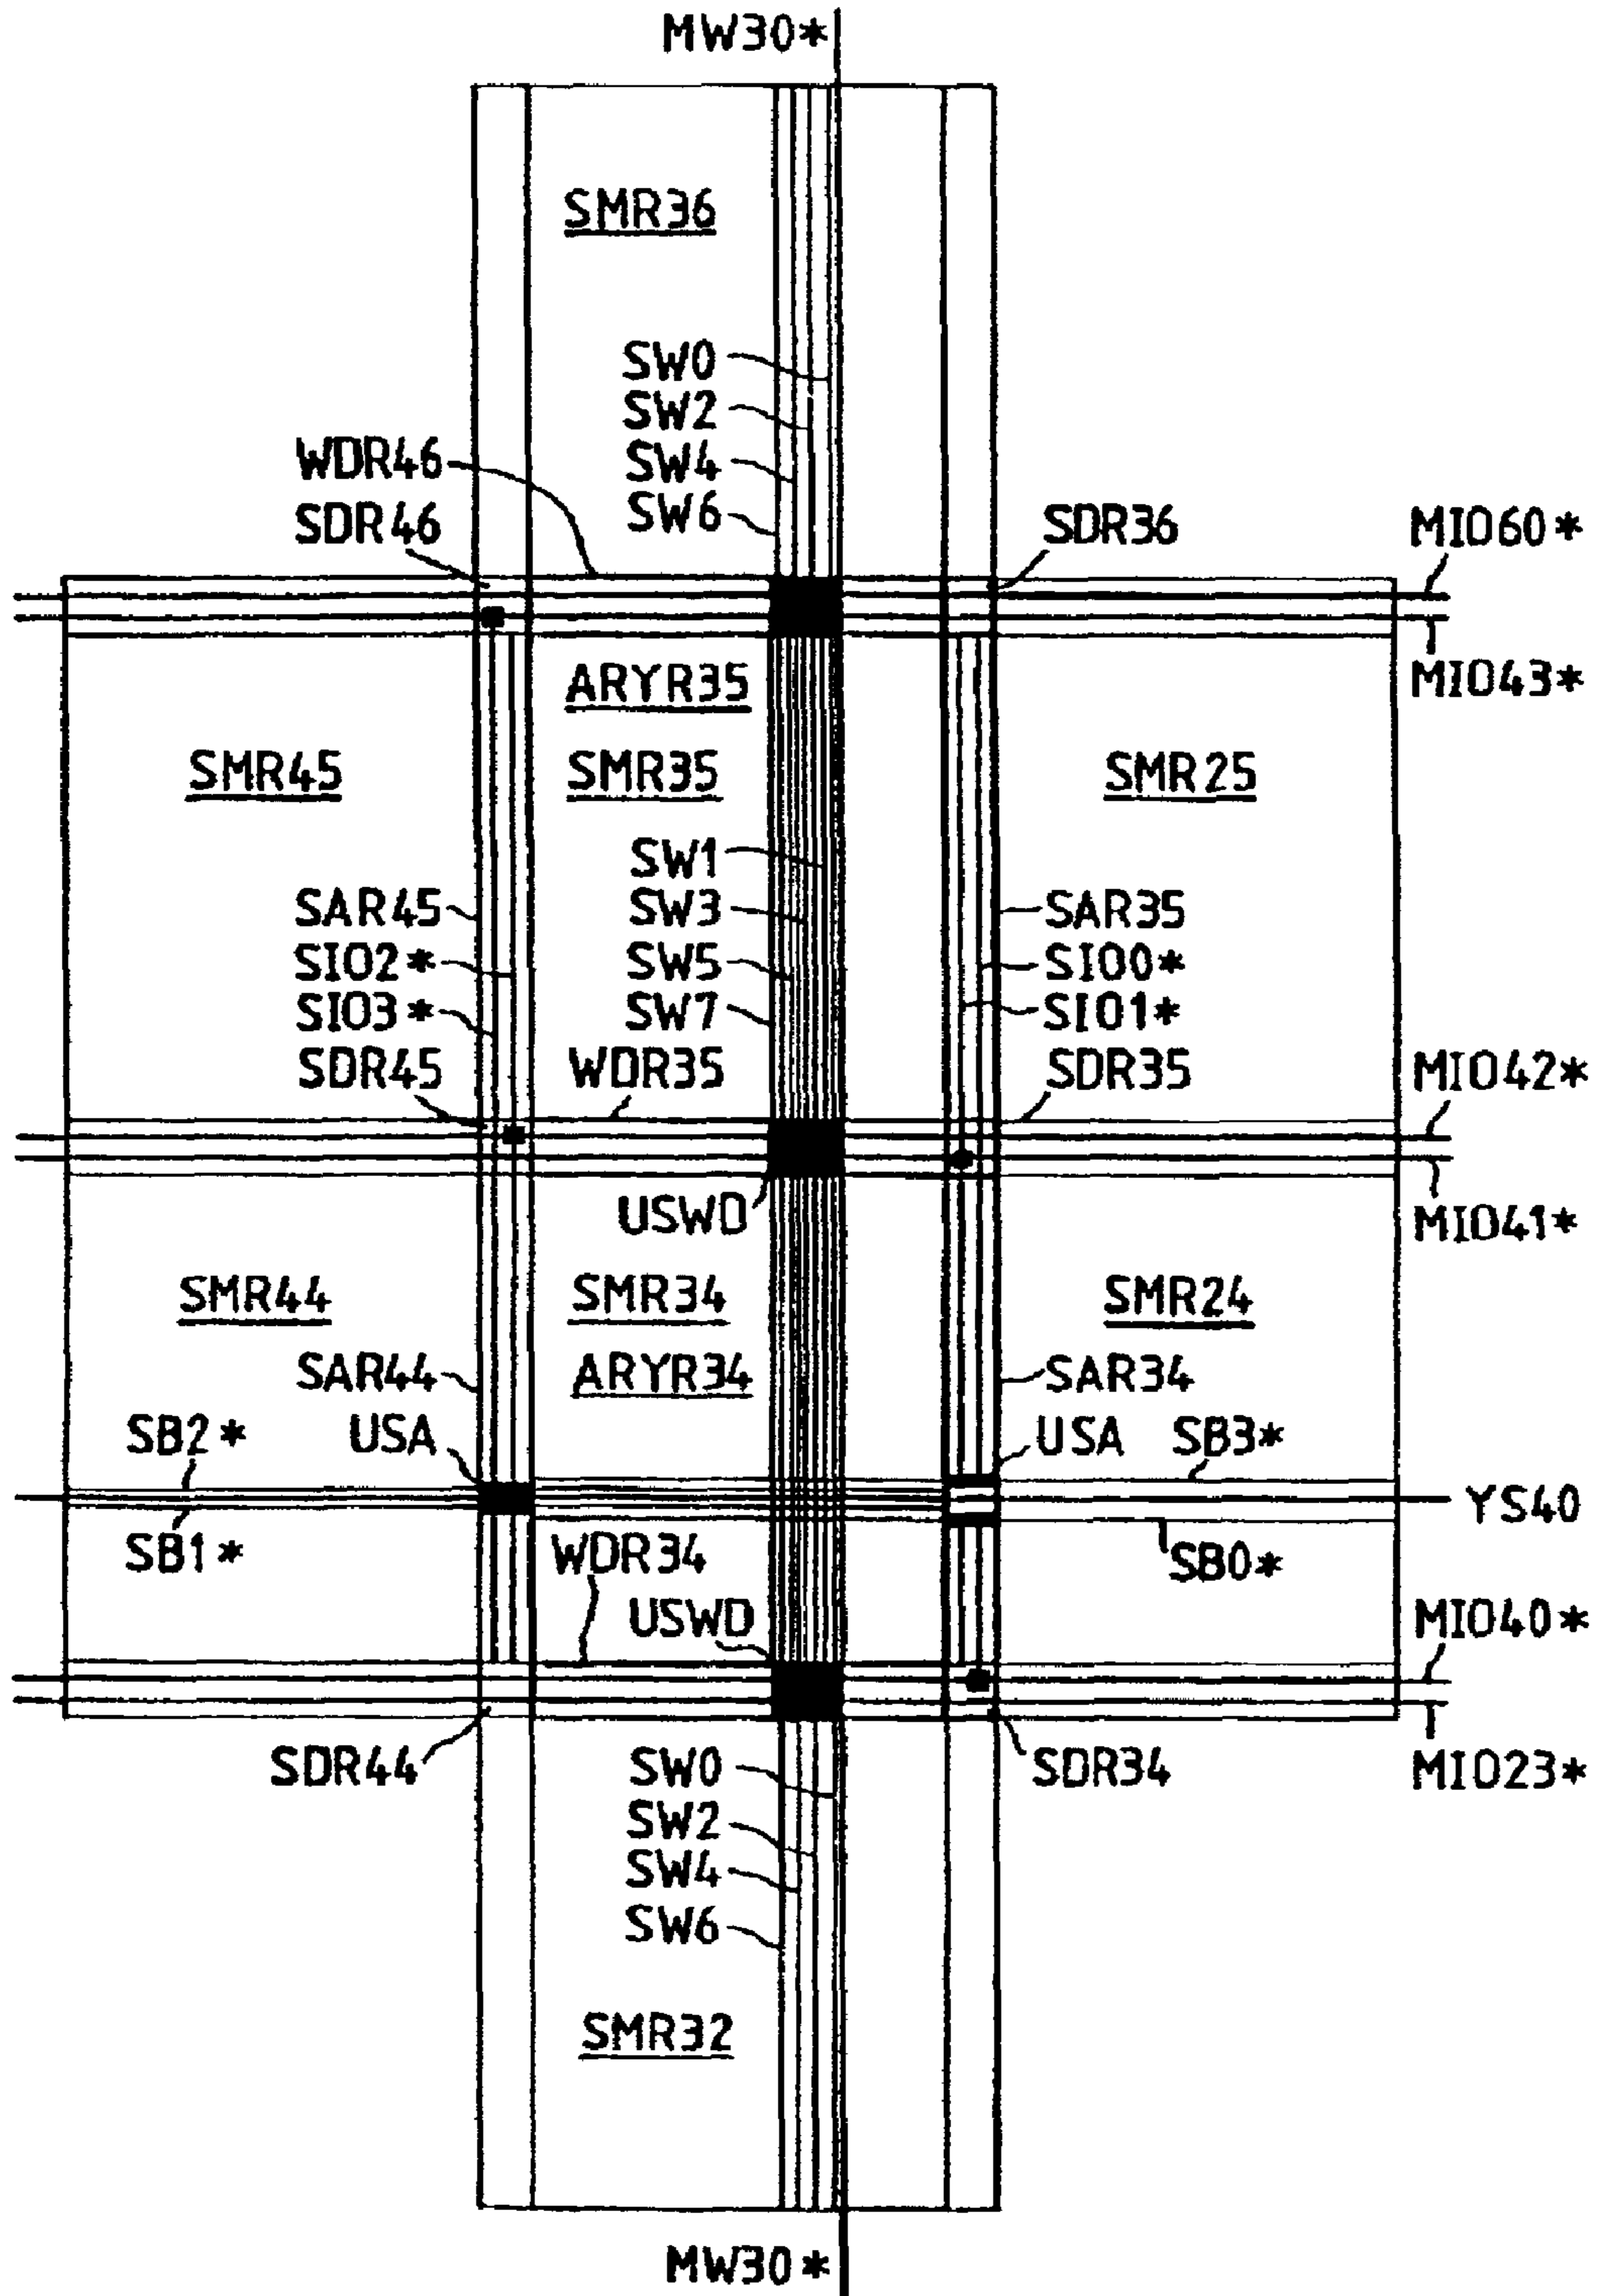 MW30*
SMR36
SW0
SW2
WDR46
SW4
SDR46
SW6
SDR36
MIO60*
ARYR35
MIO43*
SMR45
SMR35
SMR25
SW1
SAR45
SW3
SAR35
SIO2*
SW5
SIO0*
SIO3*
SW7
SIO1*
SDR45
WDR35
SDR35
MIO42*
USWD
MIO41*
SMR44
SMR34
SMR24
SAR44
ARYR34
SAR34
SB2*
USA
USA
SB3*
YS40
SB1*
WDR34
SB0*
USWD
MIO40*
SDR44
SW0
SDR34
MIO23*
SW2
SW4
SW6
SMR32
MW30*